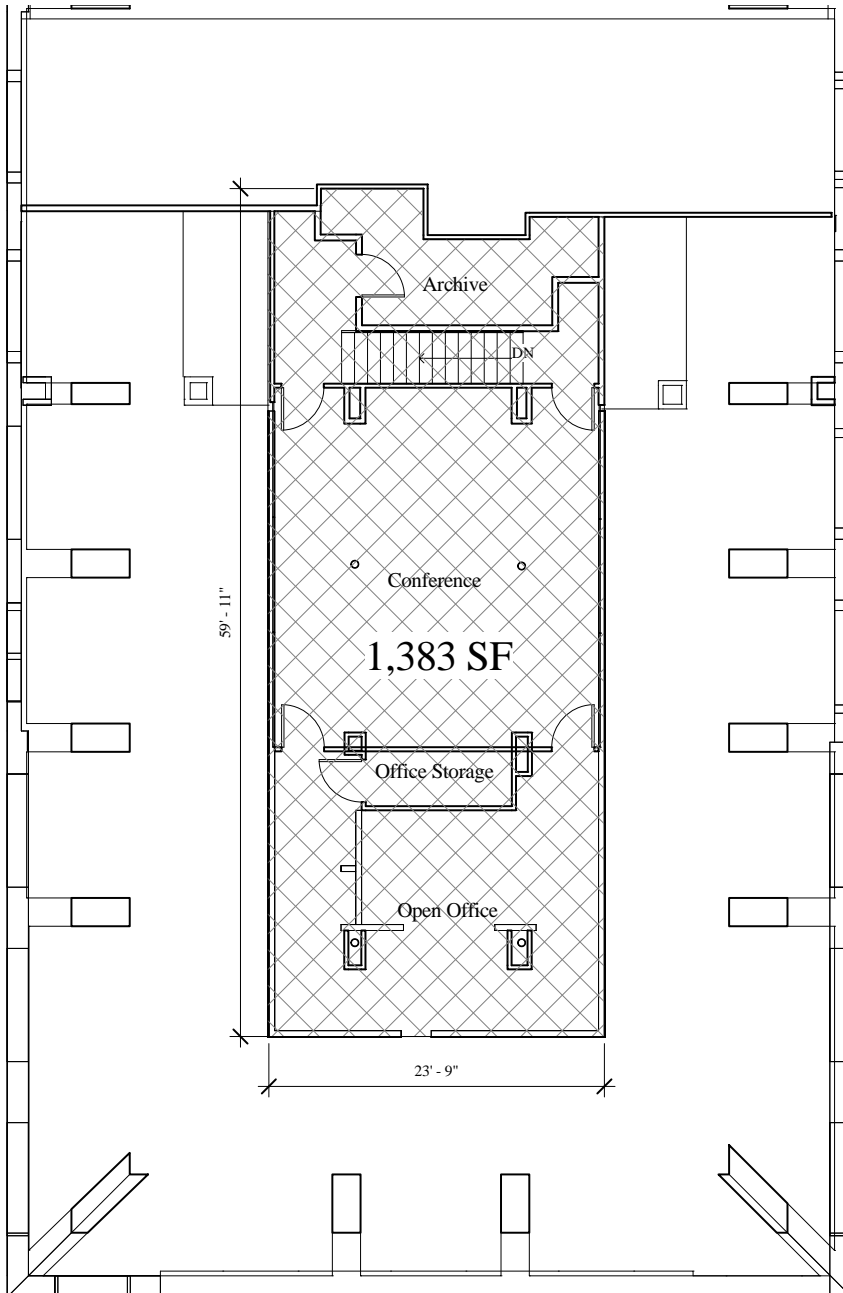 Archive
DN
59' - 11"
Conference
1,383 SF
Office Storage
Open Office
23' - 9"